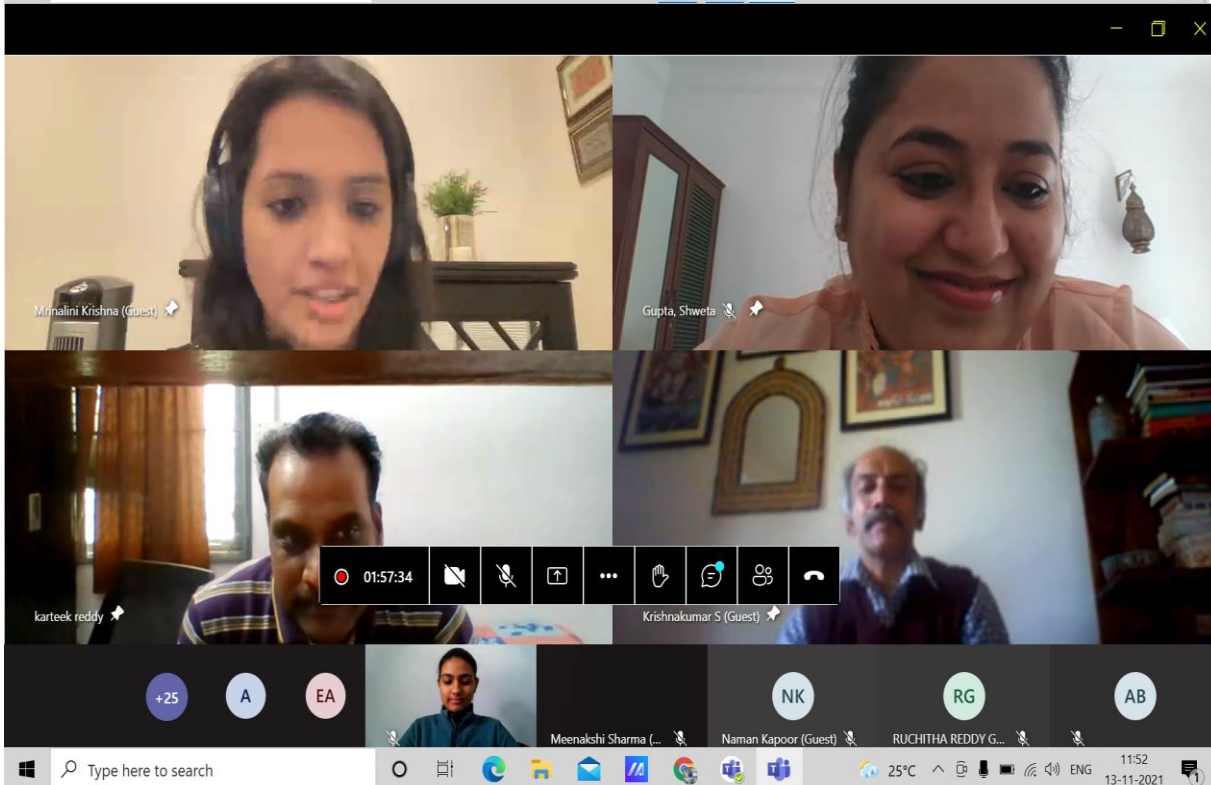 Mrinalini Krishna (Guest)
Gupta, Shweta
karteek reddy
01:57:34
Krishnakumar S (Guest)
+25
A
EA
Meenakshi Sharma (...
NK
Naman Kapoor (Guest)
RG
RUCHITHA REDDY G...
AB
Type here to search
25°C
ENG
11:52
13-11-2021
1